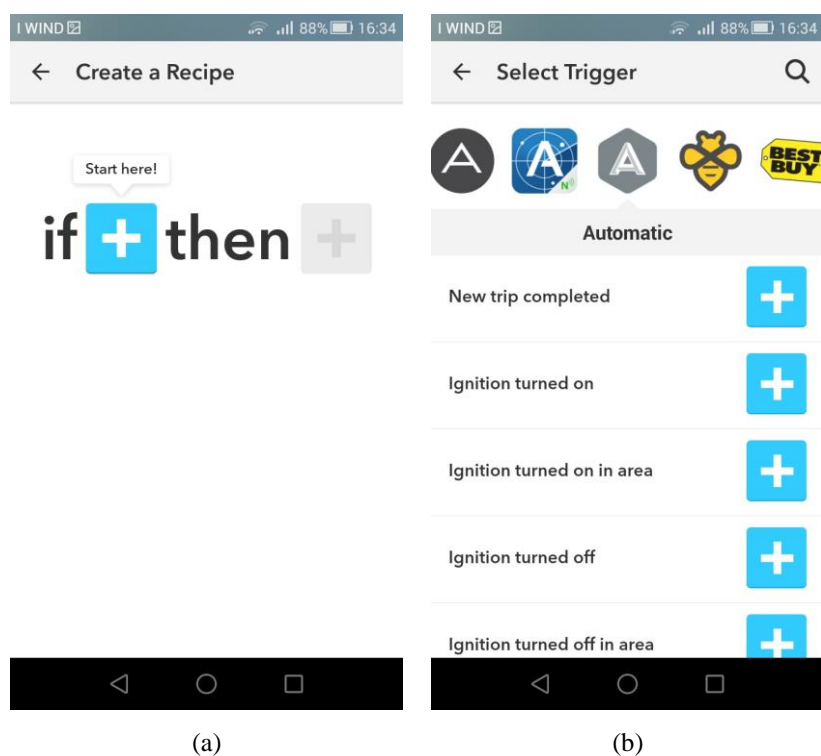 I WIND 88% 16:34
Create a Recipe
Start here!
if + then +
(a)
I WIND 88% 16:34
Select Trigger
A A N A BEST BUY
Automatic
New trip completed +
Ignition turned on +
Ignition turned on in area +
Ignition turned off +
Ignition turned off in area +
(b)